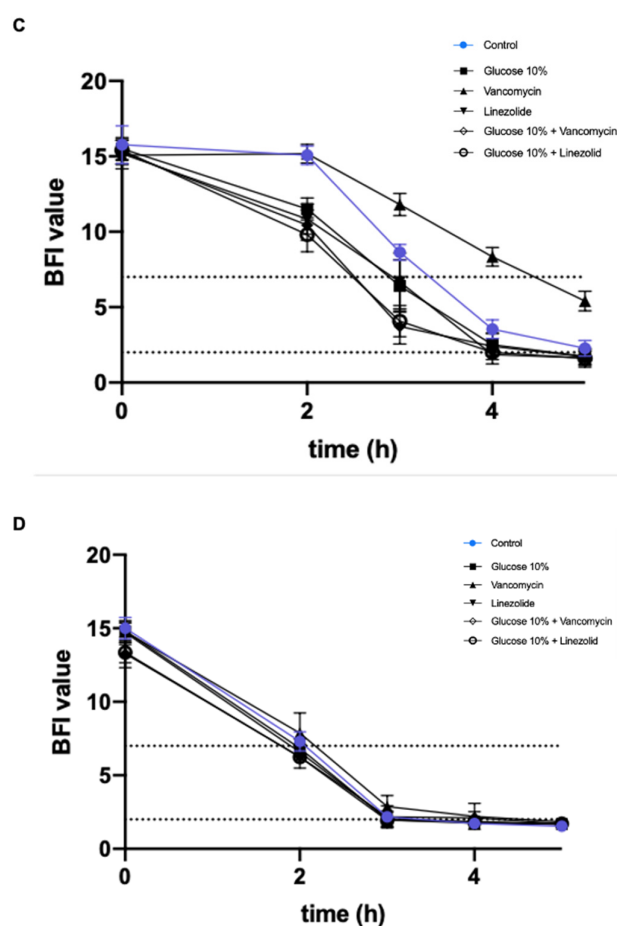 C
Control
Glucose 10%
Vancomycin
Linezolide
Glucose 10% + Vancomycin
Glucose 10% + Linezolid
20
15
10
5
0
BFI value
0 2 4
time (h)
D
Control
Glucose 10%
Vancomycin
Linezolide
Glucose 10% + Vancomycin
Glucose 10% + Linezolid
20
15
10
5
0
BFI value
0 2 4
time (h)